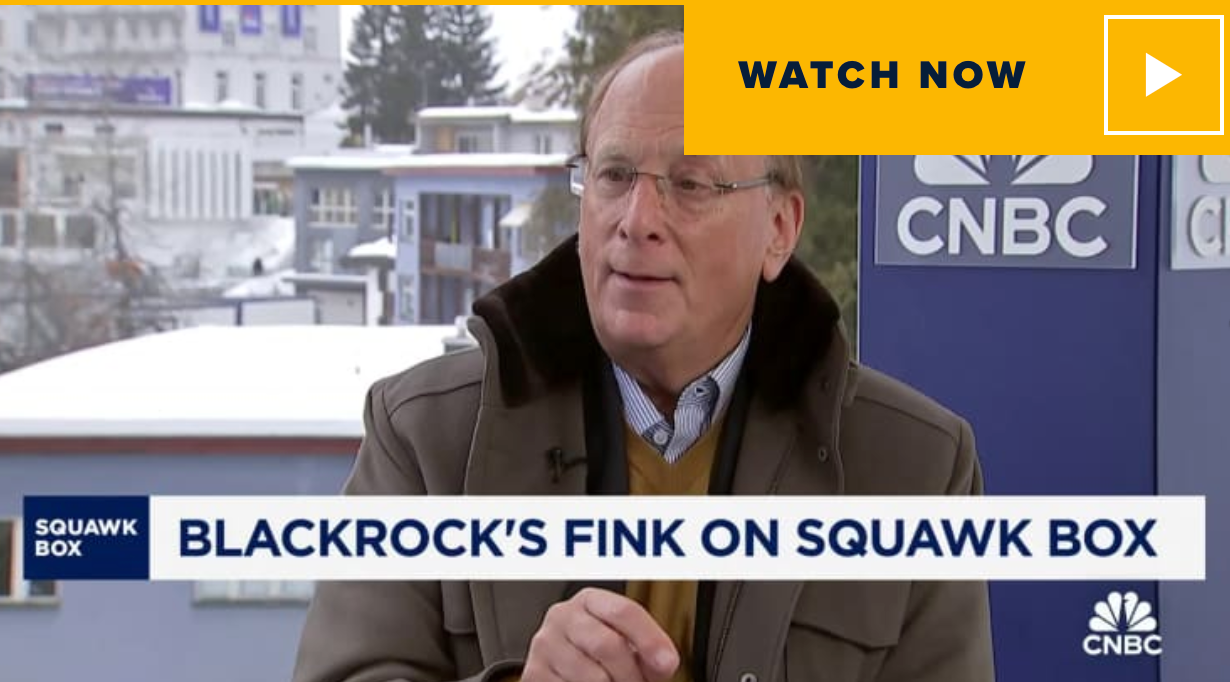 WATCH NOW
CNBC
SQUAWK
BOX
BLACKROCK'S FINK ON SQUAWK BOX
CNBC